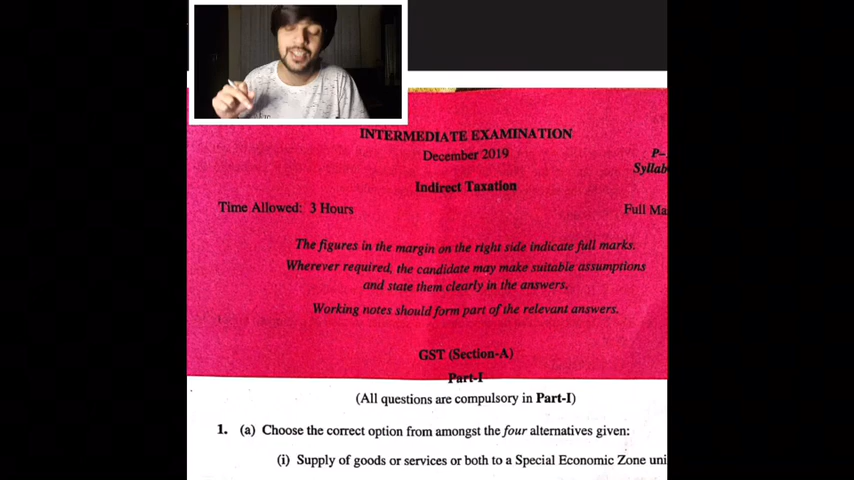 INTERMEDIATE EXAMINATION
December 2019
P-
Syllab
Indirect Taxation
Time Allowed: 3 Hours
Full Ma
The figures in the margin on the right side indicate full marks.
Wherever required, the candidate may make suitable assumptions
and state them clearly in the answers.
Working notes should form part of the relevant answers.
GST (Section-A)
Part-I
(All questions are compulsory in Part-I)
1. (a) Choose the correct option from amongst the four alternatives given:
(i) Supply of goods or services or both to a Special Economic Zone uni